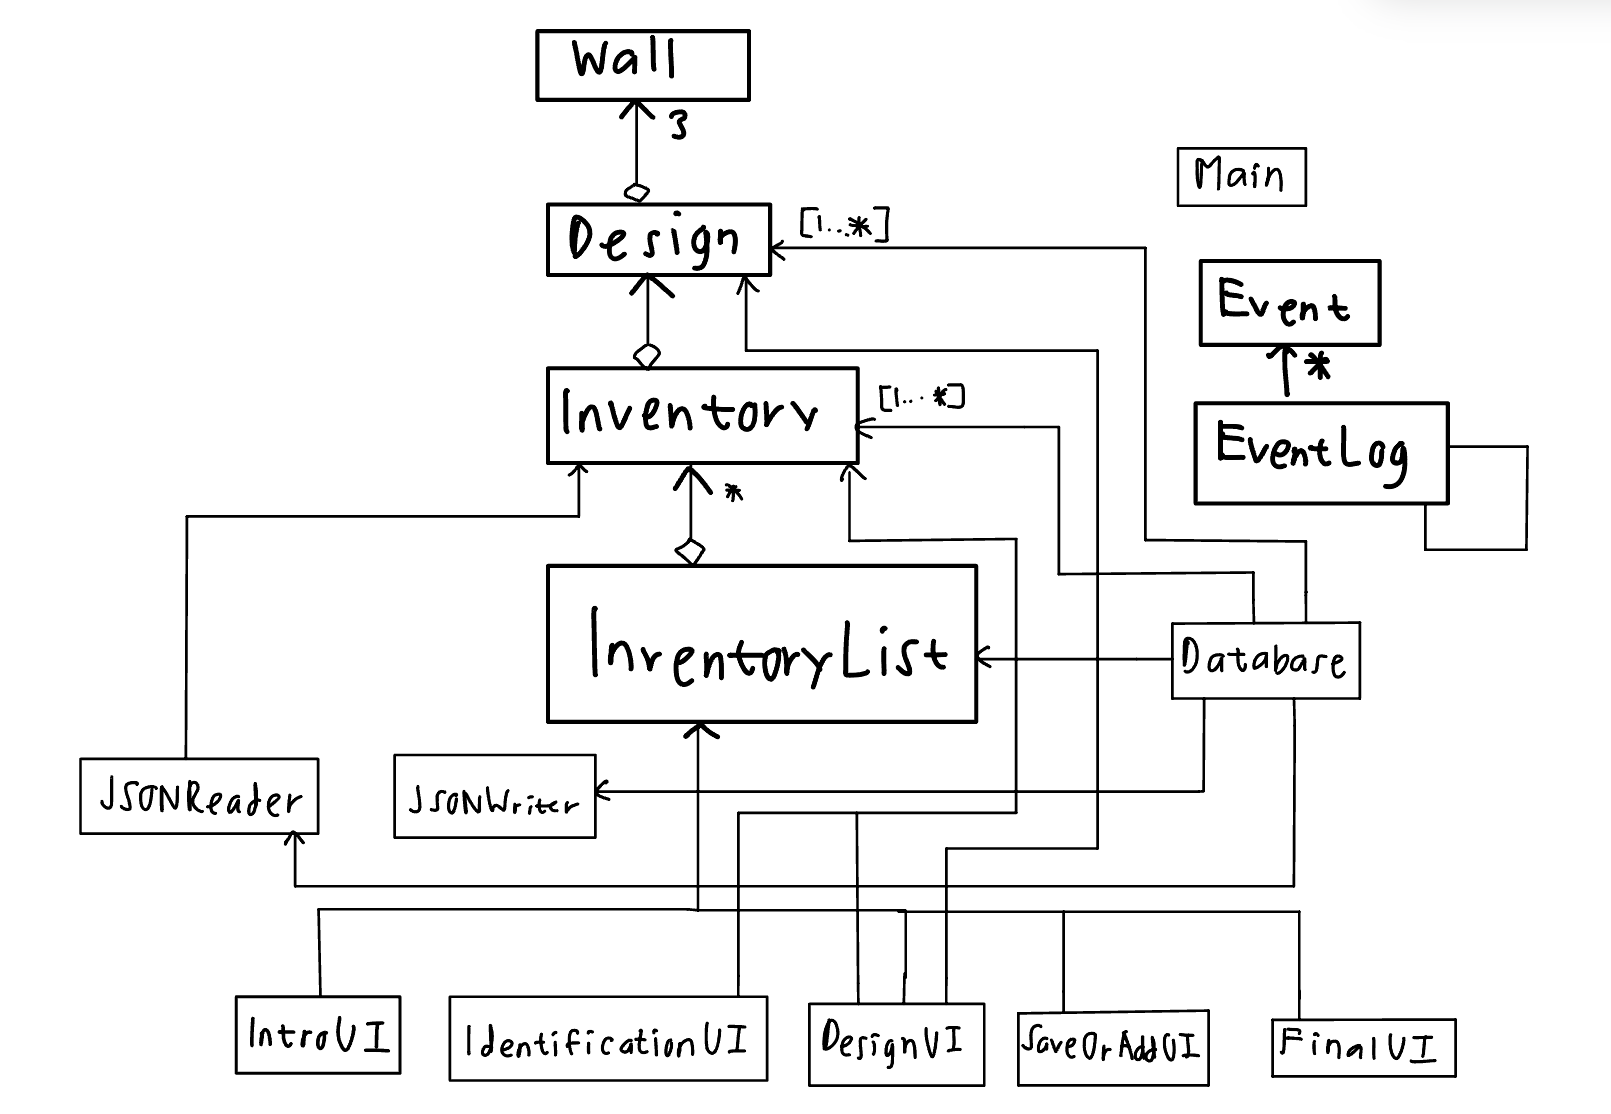 Wall
3
Main
Design
[1..*]
Event
*
Inventory
[1...*]
EventLog
*
InventoryList
Database
JSONReader
JSONWriter
IntroUI
IdentificationUI
DesignUI
SaveOrAddUI
FinalUI